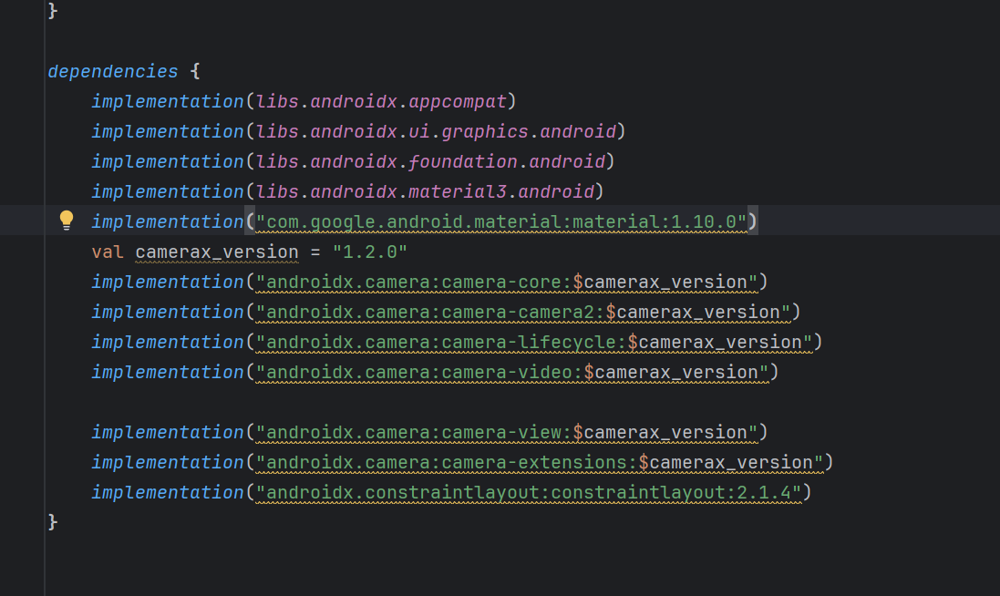 }
dependencies {
    implementation(libs.androidx.appcompat)
    implementation(libs.androidx.ui.graphics.android)
    implementation(libs.androidx.foundation.android)
    implementation(libs.androidx.material3.android)
    implementation("com.google.android.material:material:1.10.0")
    val camerax_version = "1.2.0"
    implementation("androidx.camera:camera-core:$camerax_version")
    implementation("androidx.camera:camera-camera2:$camerax_version")
    implementation("androidx.camera:camera-lifecycle:$camerax_version")
    implementation("androidx.camera:camera-video:$camerax_version")
    implementation("androidx.camera:camera-view:$camerax_version")
    implementation("androidx.camera:camera-extensions:$camerax_version")
    implementation("androidx.constraintlayout:constraintlayout:2.1.4")
}